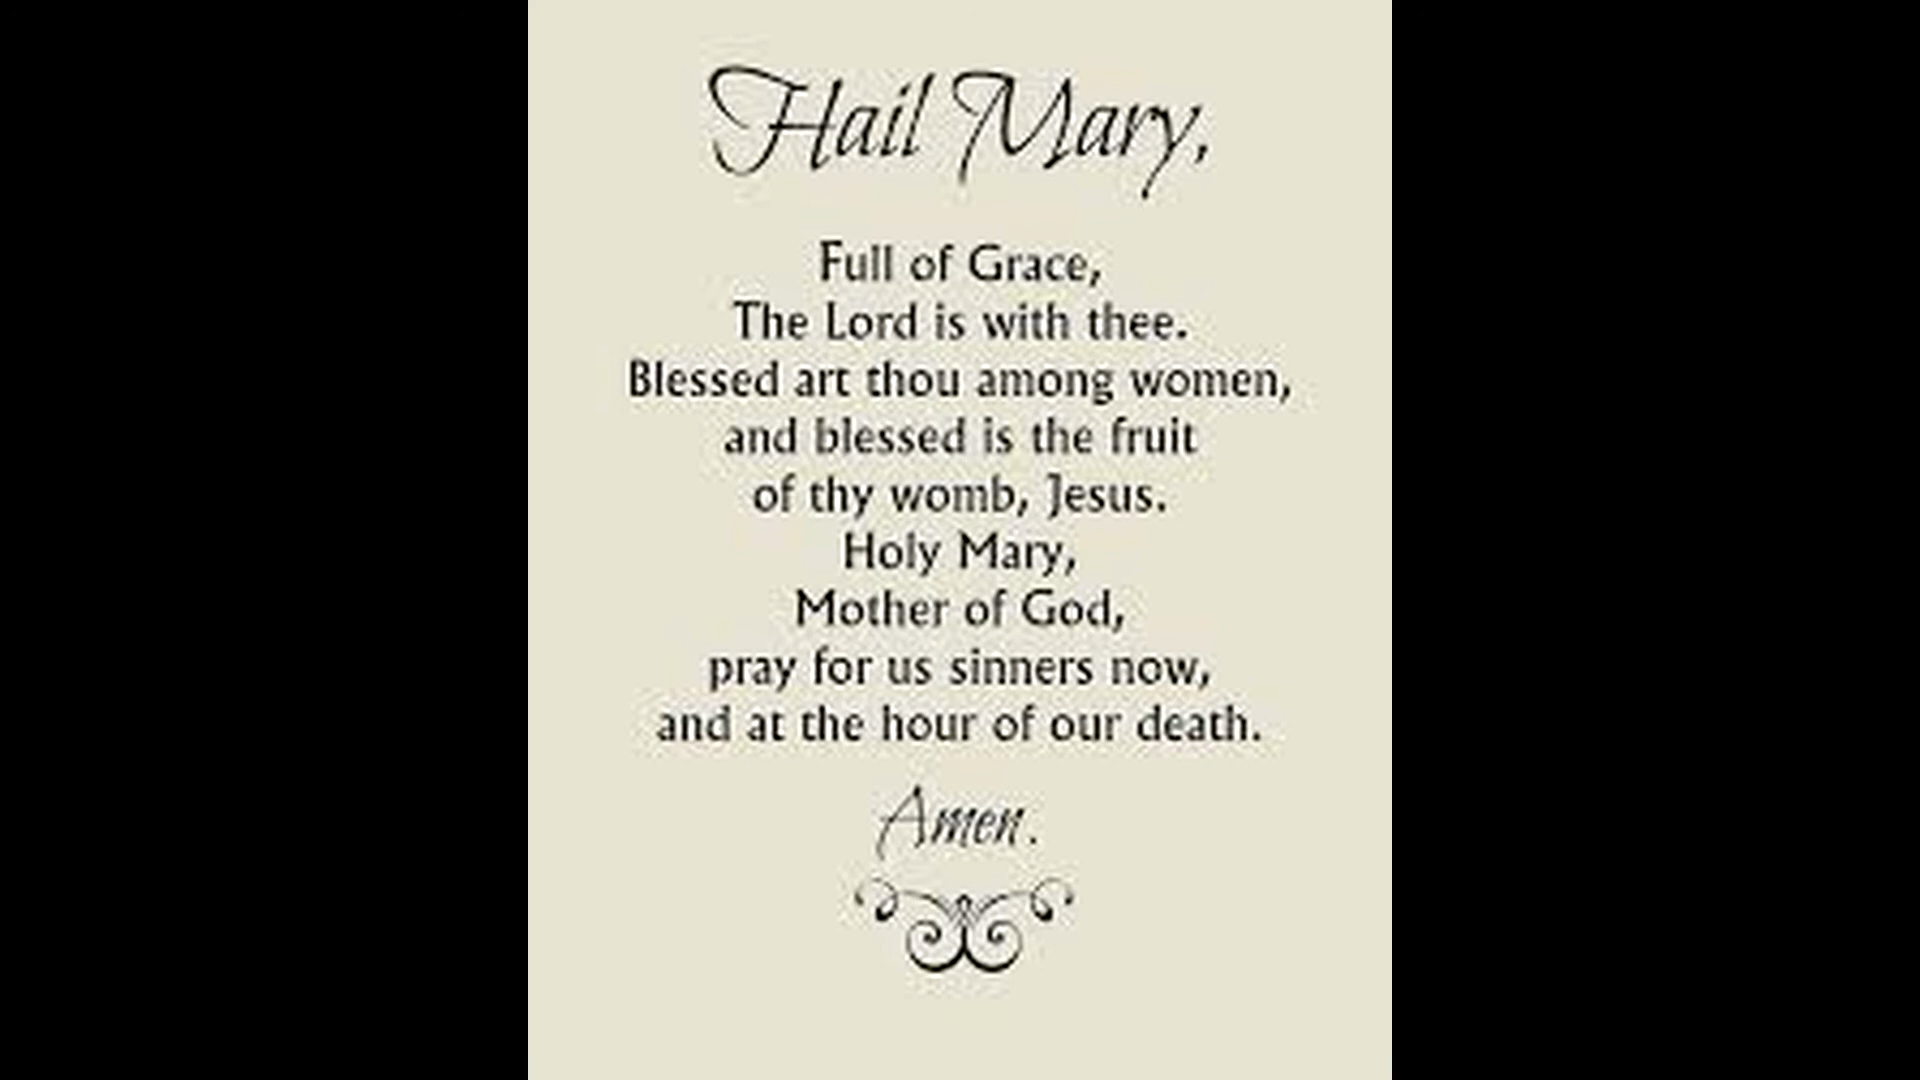 Hail Mary,
Full of Grace,
The Lord is with thee.
Blessed art thou among women,
and blessed is the fruit
of thy womb, Jesus.
Holy Mary,
Mother of God,
pray for us sinners now,
and at the hour of our death.
Amen.